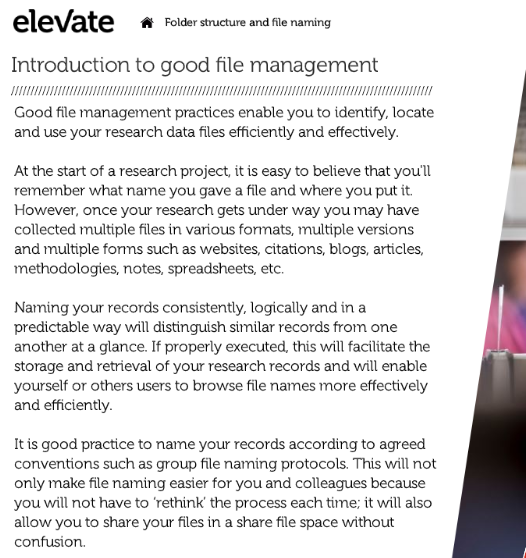 elevate Folder structure and file naming
Introduction to good file management
Good file management practices enable you to identify, locate
and use your research data files efficiently and effectively.
At the start of a research project, it is easy to believe that you'll
remember what name you gave a file and where you put it.
However, once your research gets under way you may have
collected multiple files in various formats, multiple versions
and multiple forms such as websites, citations, blogs, articles,
methodologies, notes, spreadsheets, etc.
Naming your records consistently, logically and in a
predictable way will distinguish similar records from one
another at a glance. If properly executed, this will facilitate the
storage and retrieval of your research records and will enable
yourself or others users to browse file names more effectively
and efficiently.
It is good practice to name your records according to agreed
conventions such as group file naming protocols. This will not
only make file naming easier for you and colleagues because
you will not have to ‘rethink’ the process each time; it will also
allow you to share your files in a share file space without
confusion.